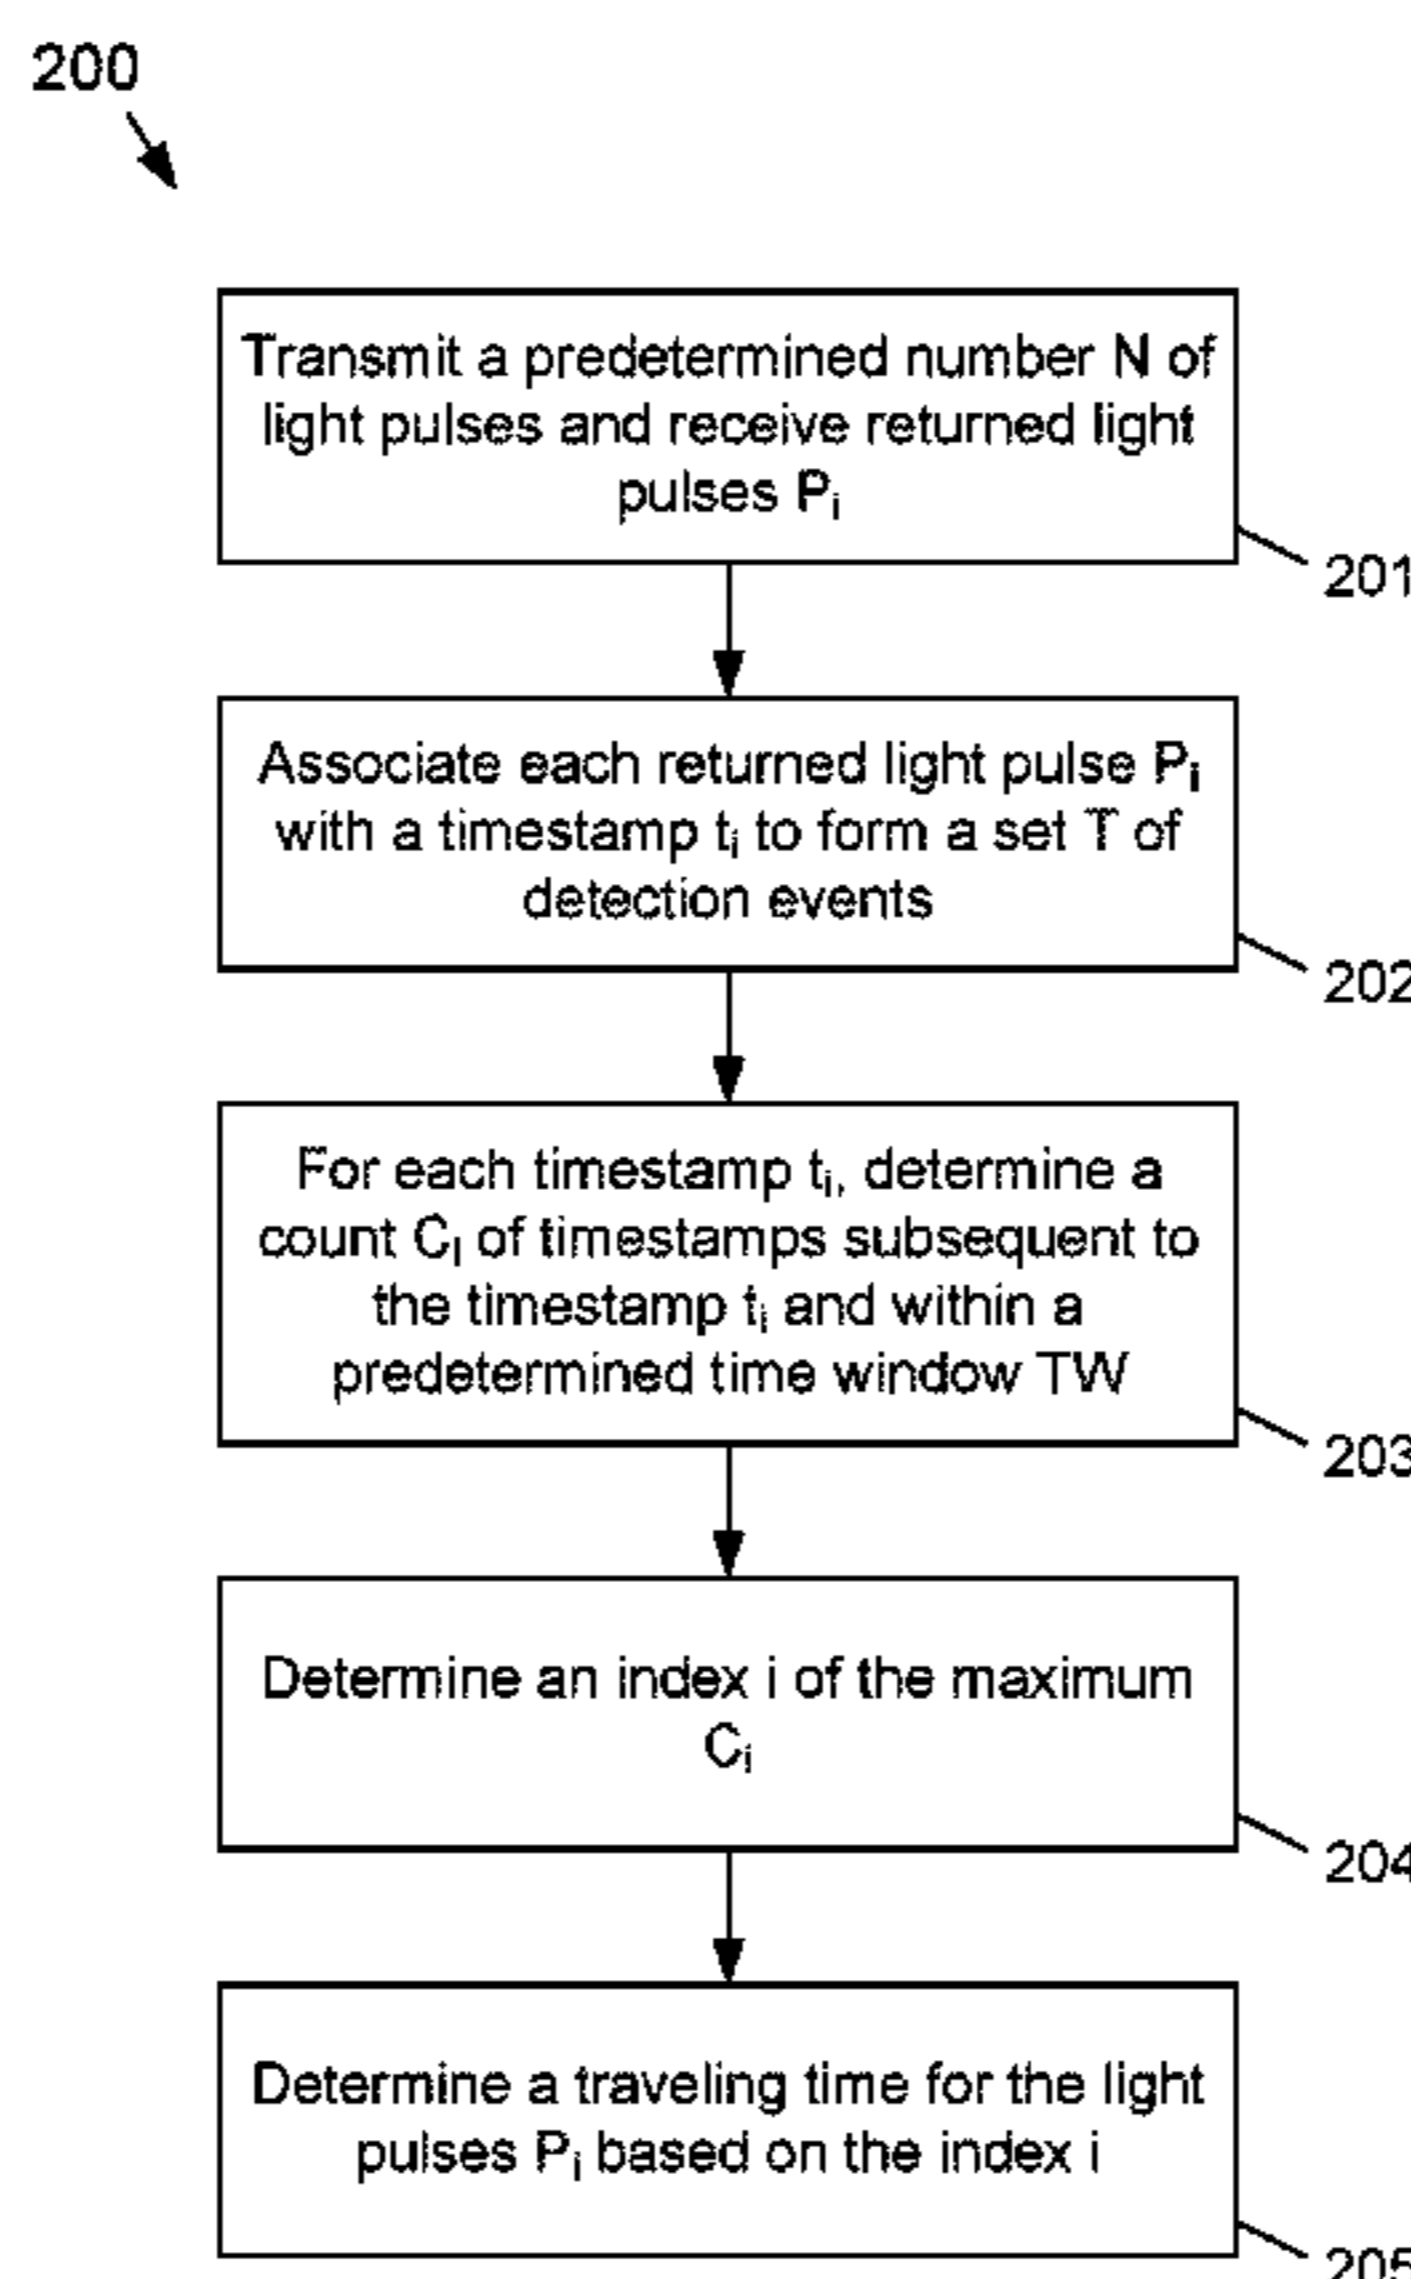 200
Transmit a predetermined number N of
light pulses and receive returned light
pulses Pᵢ
201
Associate each returned light pulse Pᵢ
with a timestamp tᵢ to form a set T of
detection events
202
For each timestamp tᵢ, determine a
count Cᵢ of timestamps subsequent to
the timestamp tᵢ and within a
predetermined time window TW
203
Determine an index i of the maximum
Cᵢ
204
Determine a traveling time for the light
pulses Pᵢ based on the index i
205